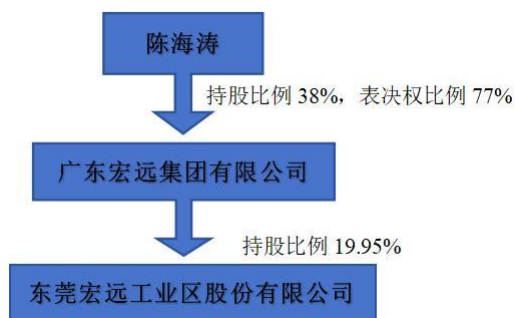 陈海涛
持股比例 38%，表决权比例 77%
广东宏远集团有限公司
持股比例 19.95%
东莞宏远工业区股份有限公司